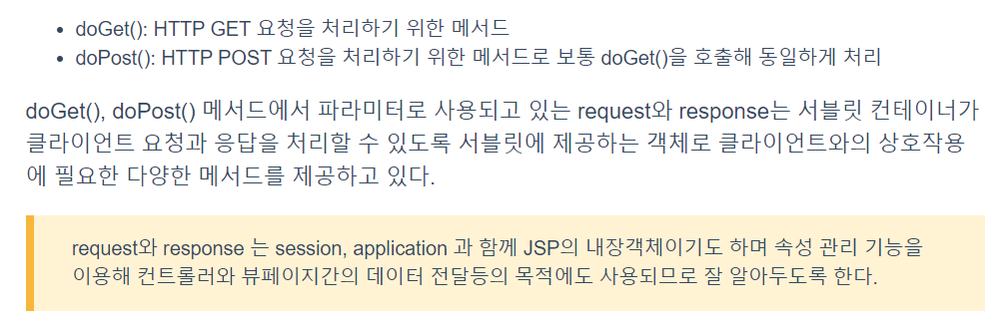 • doGet(): HTTP GET 요청을 처리하기 위한 메서드
• doPost(): HTTP POST 요청을 처리하기 위한 메서드로 보통 doGet()을 호출해 동일하게 처리
doGet(), doPost() 메서드에서 파라미터로 사용되고 있는 request와 response는 서블릿 컨테이너가
클라이언트 요청과 응답을 처리할 수 있도록 서블릿에 제공하는 객체로 클라이언트와의 상호작용
에 필요한 다양한 메서드를 제공하고 있다.
request와 response 는 session, application 과 함께 JSP의 내장객체이기도 하며 속성 관리 기능을
이용해 컨트롤러와 뷰페이지간의 데이터 전달등의 목적에도 사용되므로 잘 알아두도록 한다.